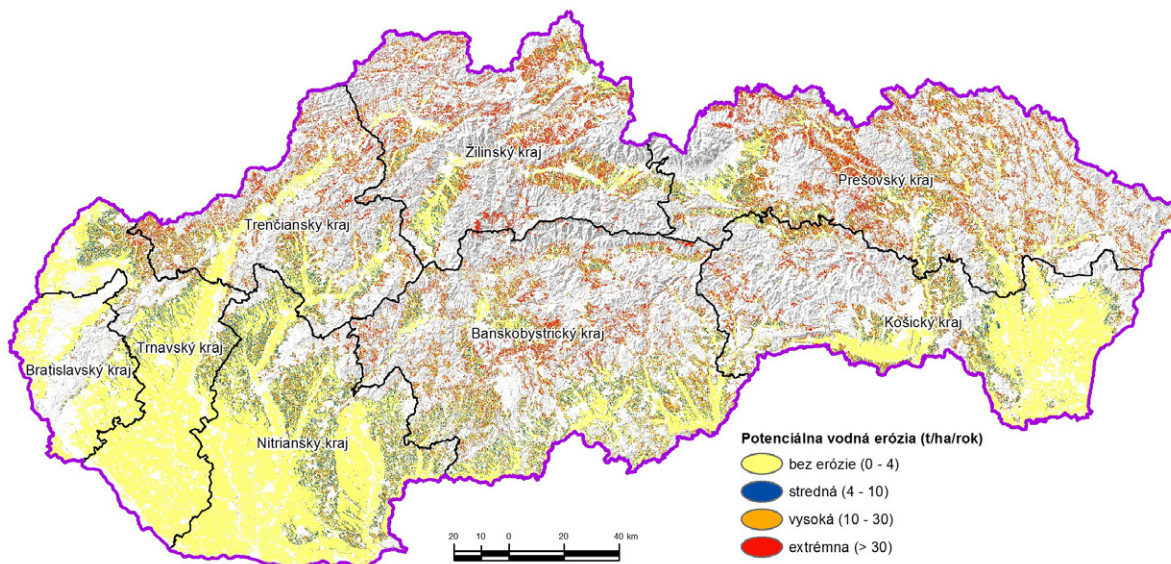 Žilinský kraj
Prešovský kraj
Trenčiansky kraj
Banskobystrický kraj
Košický kraj
Trnavský kraj
Bratislavský kraj
Nitriansky kraj
Potenciálna vodná erózia (t/ha/rok)
bez erózie (0 - 4)
stredná (4 - 10)
vysoká (10 - 30)
extrémna (> 30)
20 10 0 20 40 km